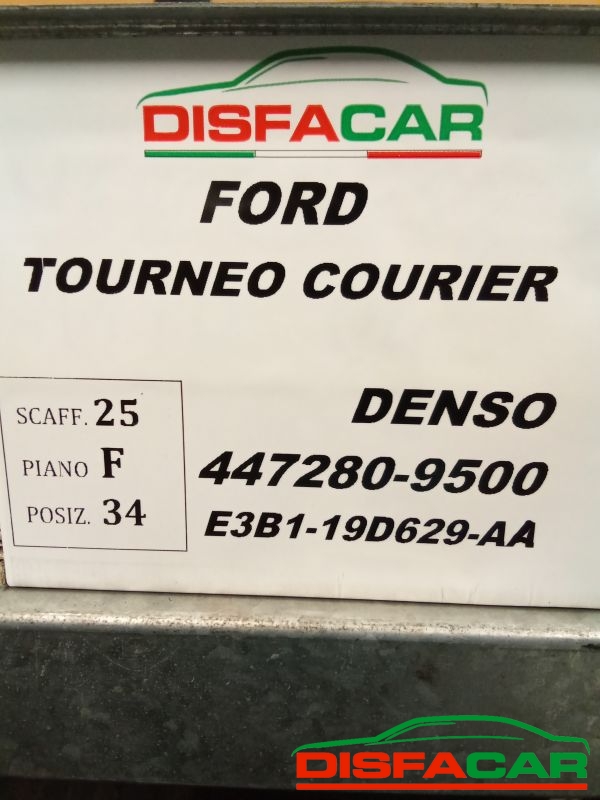 DISFACAR
FORD
TOURNEO COURIER
SCAFF. 25
PIANO F
POSIZ. 34
DENSO
447280-9500
E3B1-19D629-AA
DISFACAR